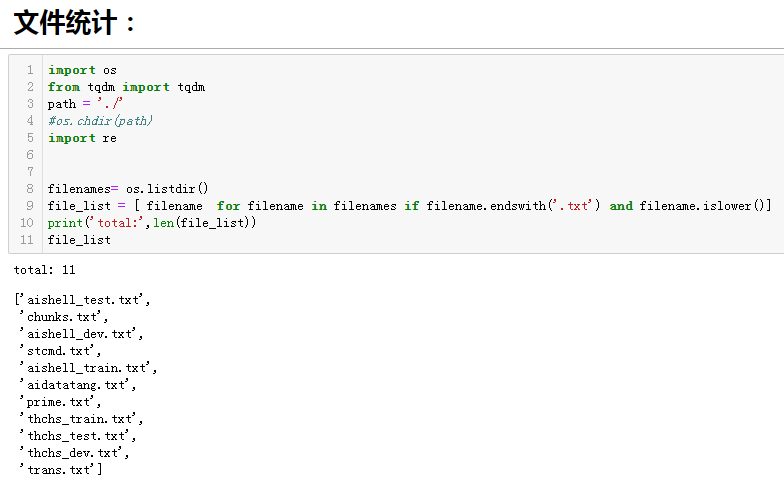 文件统计：
1 import os
2 from tqdm import tqdm
3 path = './'
4 #os.chdir(path)
5 import re
6
7
8 filenames= os.listdir()
9 file_list = [ filename  for filename in filenames if filename.endswith('.txt') and filename.islower()]
10 print('total:',len(file_list))
11 file_list
total: 11
['aishell_test.txt',
 'chunks.txt',
 'aishell_dev.txt',
 'stcmd.txt',
 'aishell_train.txt',
 'aidatatang.txt',
 'prime.txt',
 'thchs_train.txt',
 'thchs_test.txt',
 'thchs_dev.txt',
 'trans.txt']